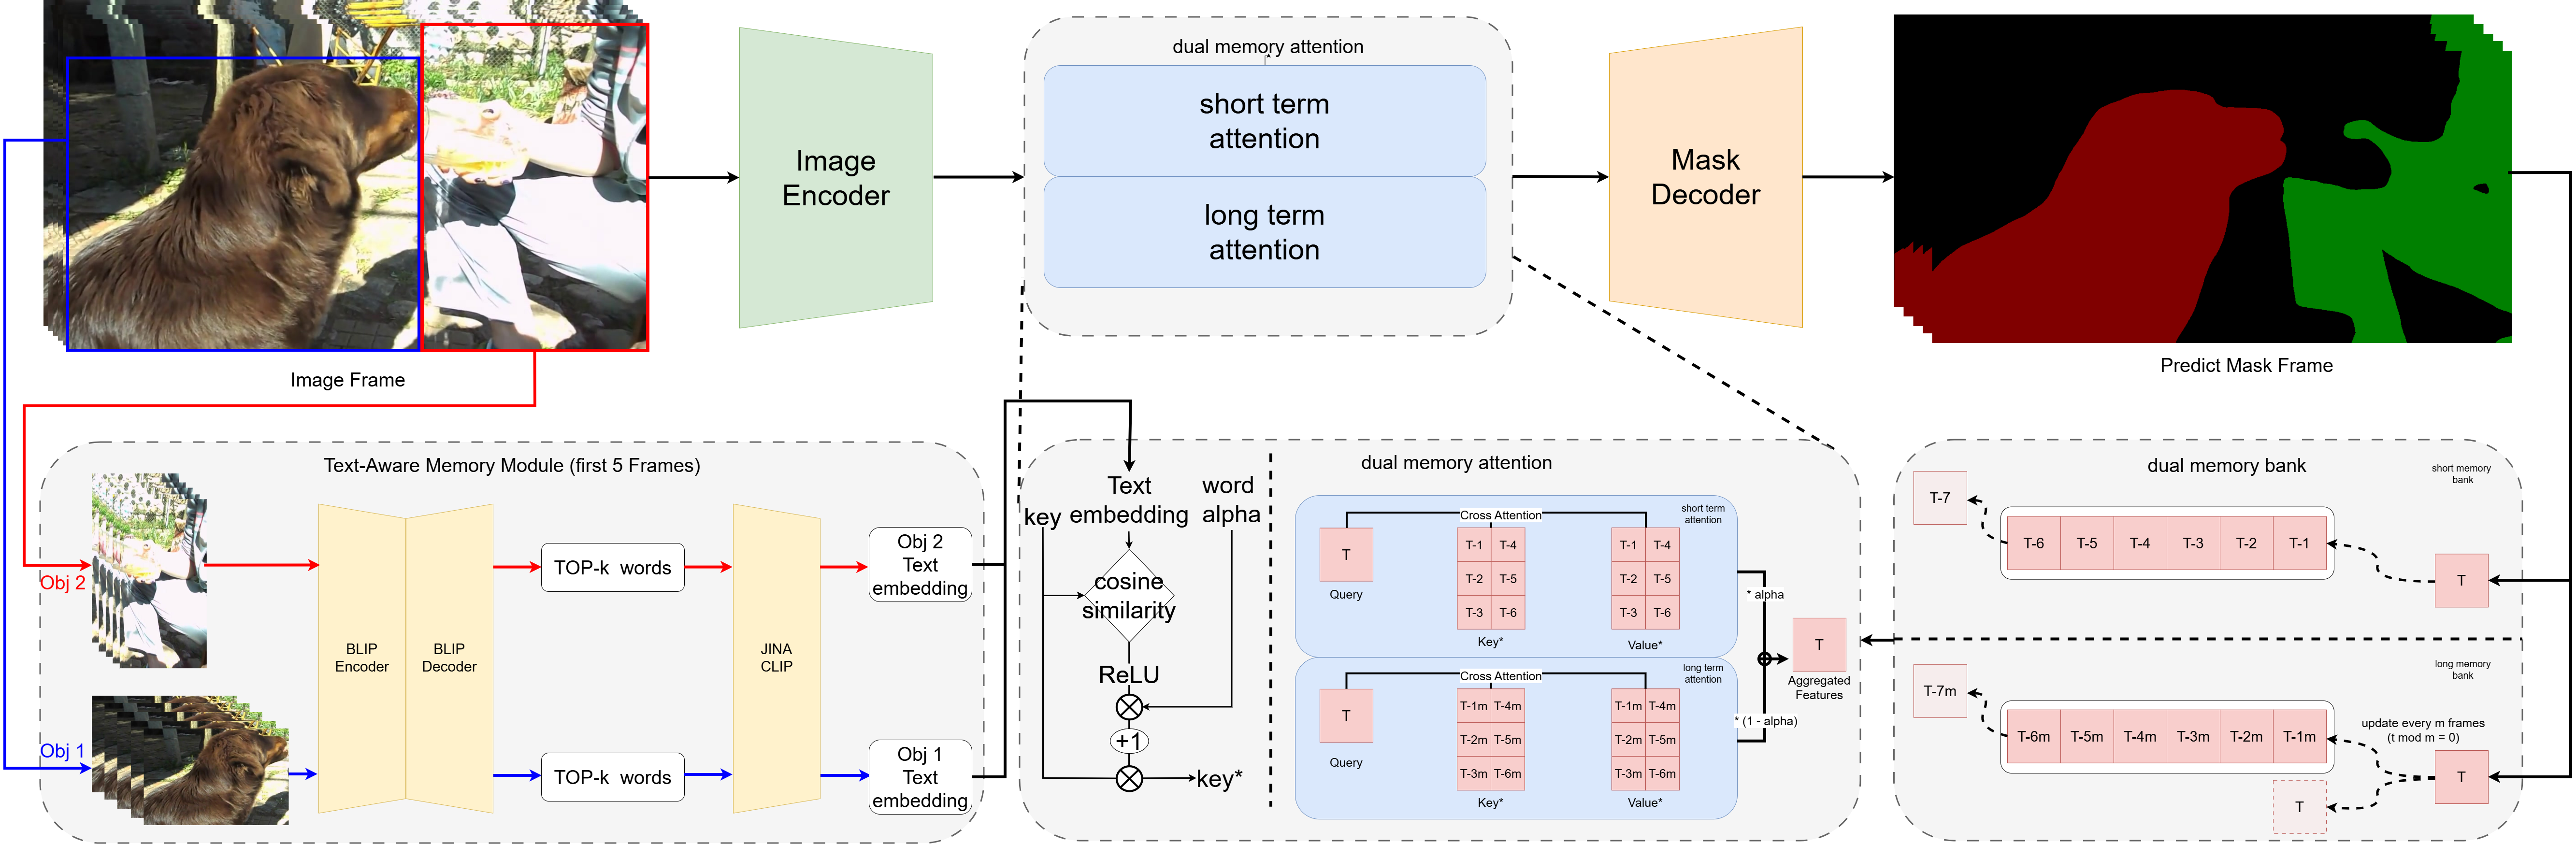 dual memory attention
short term
attention
long term
attention
Image
Encoder
Mask
Decoder
Image Frame
Predict Mask Frame
Text-Aware Memory Module (first 5 Frames)
Obj 2
Obj 1
BLIP
Encoder
BLIP
Decoder
TOP-k words
TOP-k words
JINA
CLIP
Obj 2
Text
embedding
Obj 1
Text
embedding
dual memory attention
key
Text
embedding
word
alpha
cosine
similarity
ReLU
+1
key*
short term
attention
Cross Attention
T
Query
T-1 T-4
T-2 T-5
T-3 T-6
Key*
T-1 T-4
T-2 T-5
T-3 T-6
Value*
long term
attention
Cross Attention
T
Query
T-1m T-4m
T-2m T-5m
T-3m T-6m
Key*
T-1m T-4m
T-2m T-5m
T-3m T-6m
Value*
* alpha
* (1 - alpha)
T
Aggregated
Features
dual memory bank
short memory
bank
T-7
T-6 T-5 T-4 T-3 T-2 T-1
T
long memory
bank
T-7m
T-6m T-5m T-4m T-3m T-2m T-1m
update every m frames
(t mod m = 0)
T
T